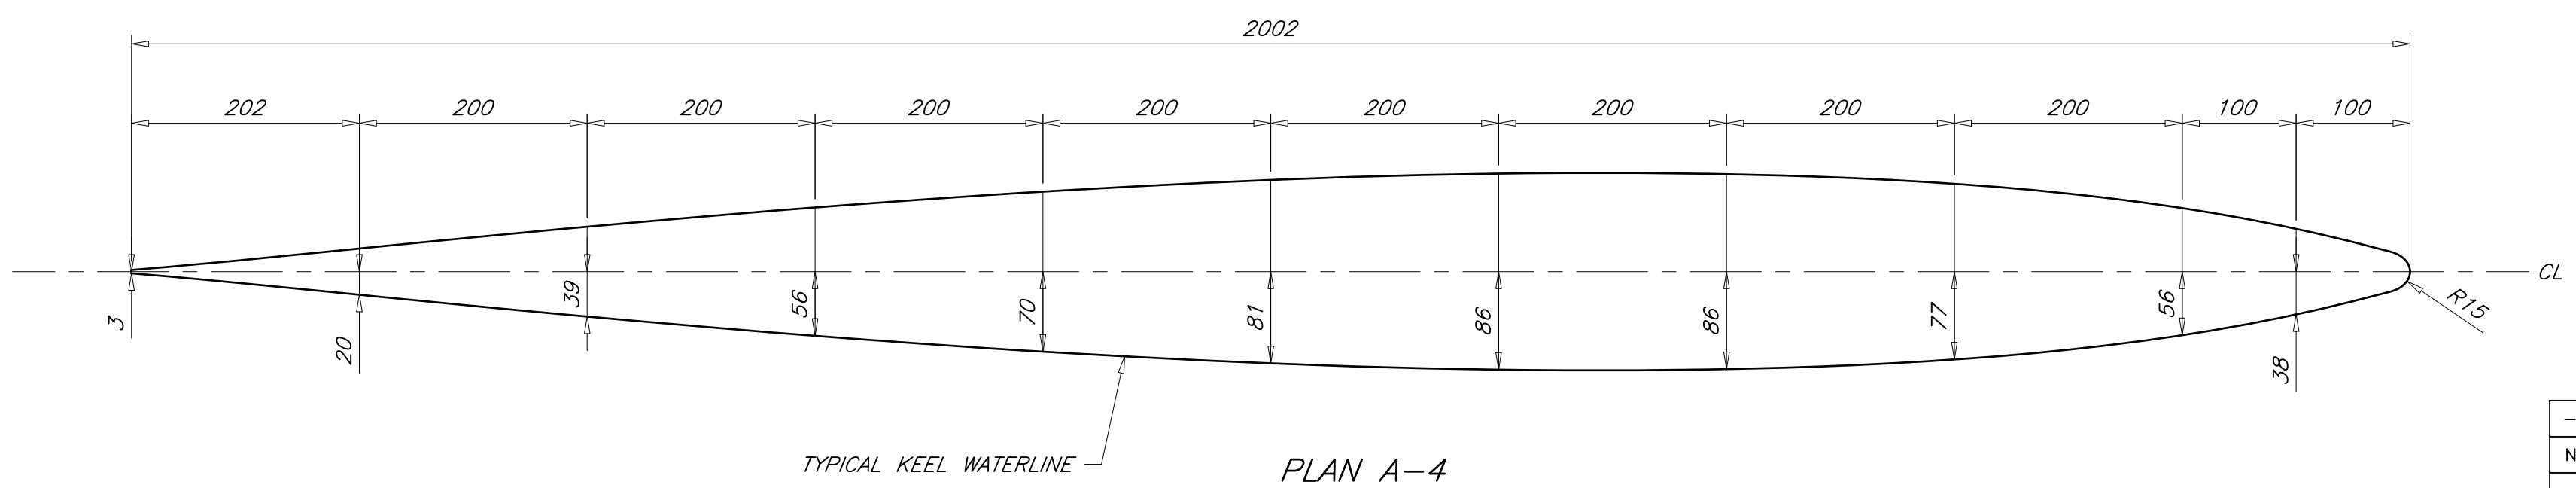 2002
202 200 200 200 200 200 200 200 200 100 100
CL
3 20 39 56 70 81 86 86 77 56 38 R15
TYPICAL KEEL WATERLINE
PLAN A-4
N